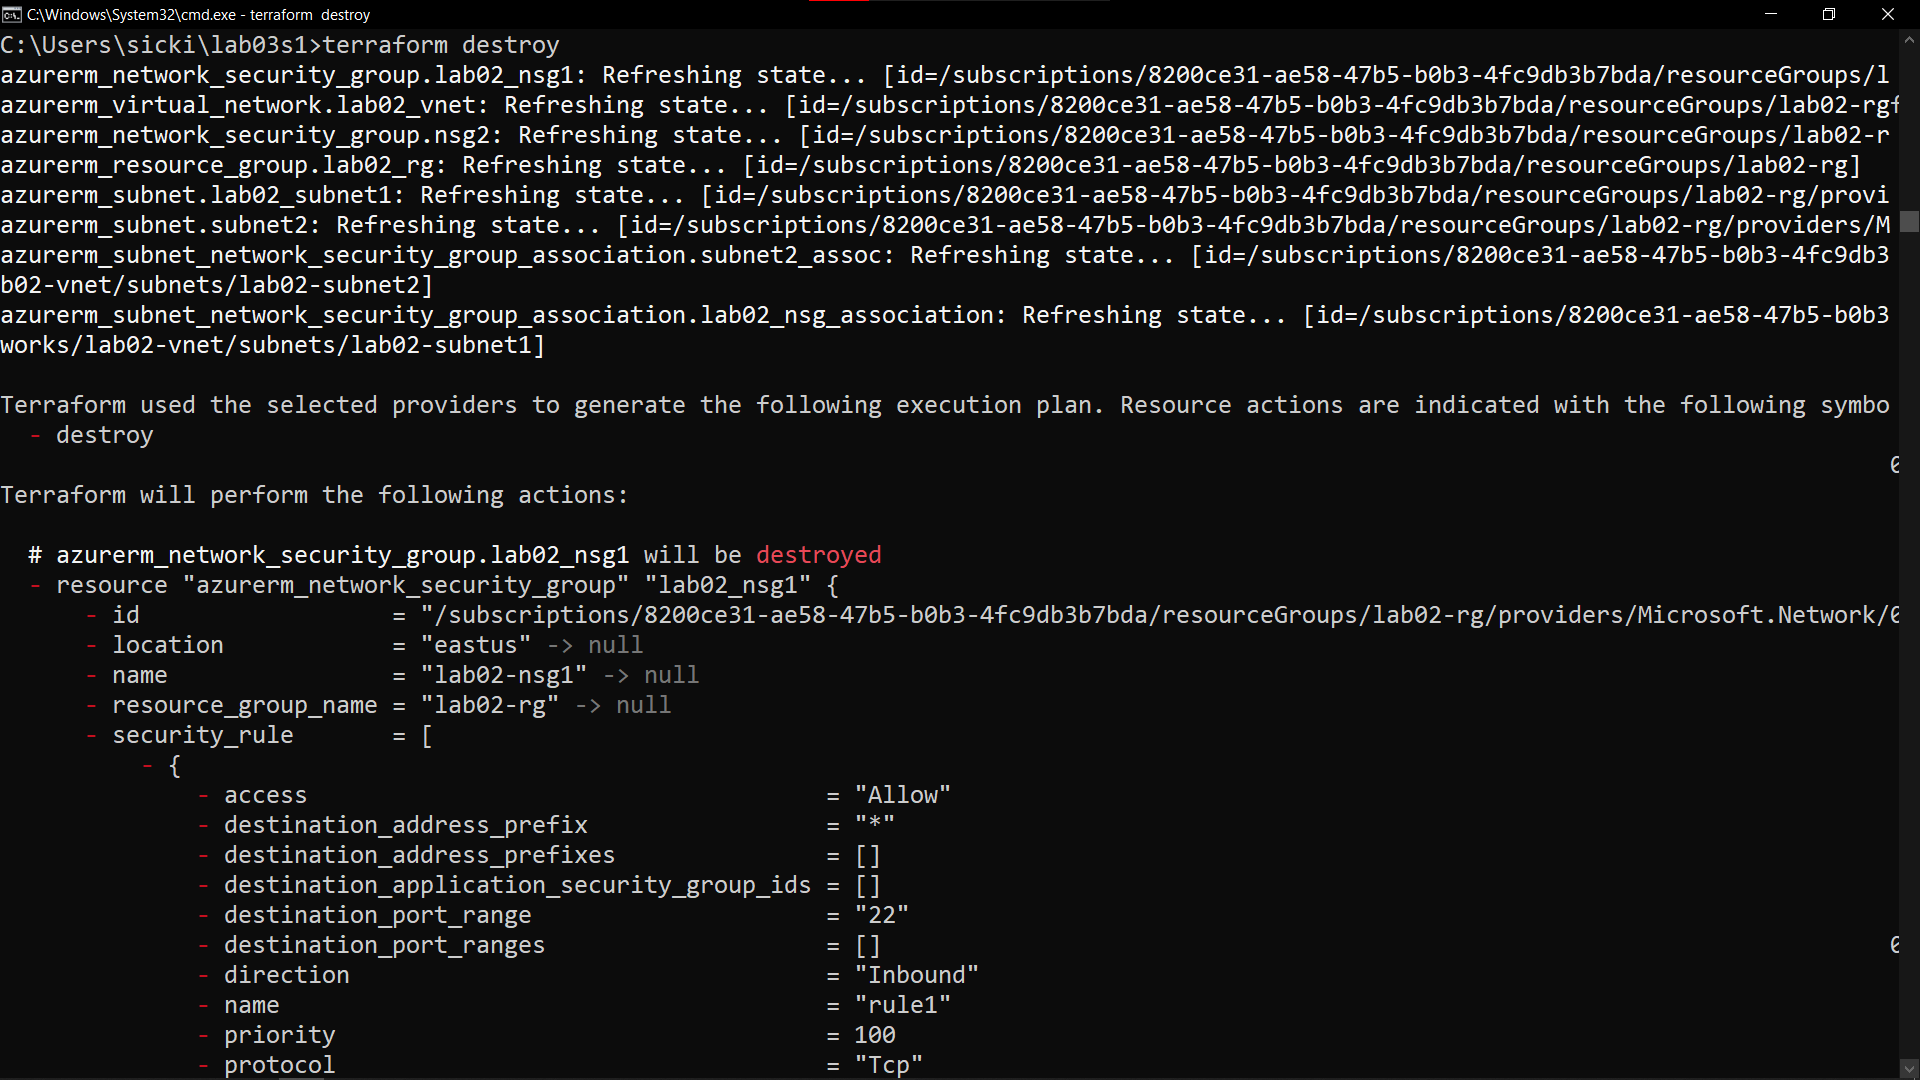 C:\Windows\System32\cmd.exe - terraform  destroy
C:\Users\sicki\lab03s1>terraform destroy
azurerm_network_security_group.lab02_nsg1: Refreshing state... [id=/subscriptions/8200ce31-ae58-47b5-b0b3-4fc9db3b7bda/resourceGroups/l
azurerm_virtual_network.lab02_vnet: Refreshing state... [id=/subscriptions/8200ce31-ae58-47b5-b0b3-4fc9db3b7bda/resourceGroups/lab02-rgf
azurerm_network_security_group.nsg2: Refreshing state... [id=/subscriptions/8200ce31-ae58-47b5-b0b3-4fc9db3b7bda/resourceGroups/lab02-r
azurerm_resource_group.lab02_rg: Refreshing state... [id=/subscriptions/8200ce31-ae58-47b5-b0b3-4fc9db3b7bda/resourceGroups/lab02-rg]
azurerm_subnet.lab02_subnet1: Refreshing state... [id=/subscriptions/8200ce31-ae58-47b5-b0b3-4fc9db3b7bda/resourceGroups/lab02-rg/provi
azurerm_subnet.subnet2: Refreshing state... [id=/subscriptions/8200ce31-ae58-47b5-b0b3-4fc9db3b7bda/resourceGroups/lab02-rg/providers/M
azurerm_subnet_network_security_group_association.subnet2_assoc: Refreshing state... [id=/subscriptions/8200ce31-ae58-47b5-b0b3-4fc9db3
b02-vnet/subnets/lab02-subnet2]
azurerm_subnet_network_security_group_association.lab02_nsg_association: Refreshing state... [id=/subscriptions/8200ce31-ae58-47b5-b0b3
works/lab02-vnet/subnets/lab02-subnet1]
Terraform used the selected providers to generate the following execution plan. Resource actions are indicated with the following symbo
  - destroy
Terraform will perform the following actions:
  # azurerm_network_security_group.lab02_nsg1 will be destroyed
  - resource "azurerm_network_security_group" "lab02_nsg1" {
      - id                  = "/subscriptions/8200ce31-ae58-47b5-b0b3-4fc9db3b7bda/resourceGroups/lab02-rg/providers/Microsoft.Network/
      - location            = "eastus" -> null
      - name                = "lab02-nsg1" -> null
      - resource_group_name = "lab02-rg" -> null
      - security_rule       = [
          - {
              - access                                     = "Allow"
              - destination_address_prefix                 = "*"
              - destination_address_prefixes               = []
              - destination_application_security_group_ids = []
              - destination_port_range                     = "22"
              - destination_port_ranges                    = []
              - direction                                  = "Inbound"
              - name                                       = "rule1"
              - priority                                   = 100
              - protocol                                   = "Tcp"